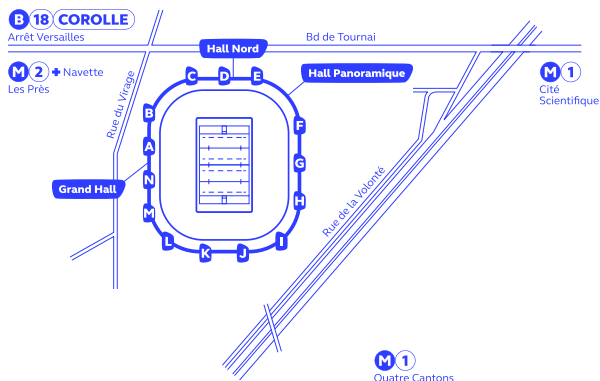 B 18 COROLLE
Arrêt Versailles
Hall Nord
Bd de Tournai
M 2 + Navette
Les Près
Hall Panoramique
M 1
Cité
Scientifique
Rue du Virage
C D E
B
F
A
G
N
Grand Hall
H
M
Rue de la Volonté
L
I
K
J
M 1
Quatre Cantons